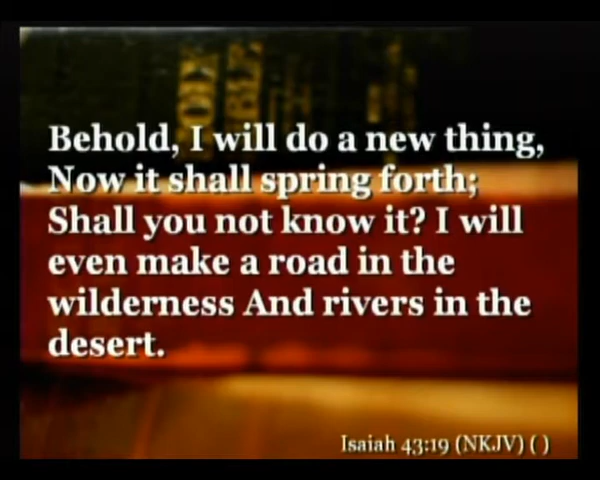 Behold, I will do a new thing,
Now it shall spring forth;
Shall you not know it? I will
even make a road in the
wilderness And rivers in the
desert.
Isaiah 43:19 (NKJV) ( )